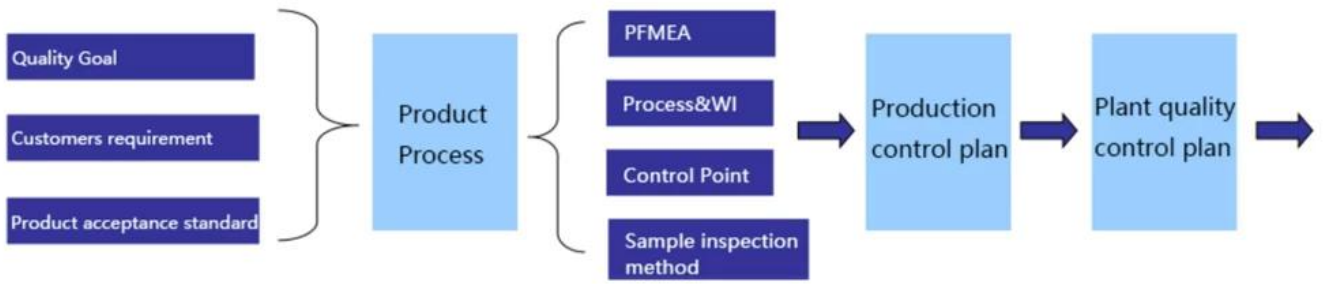 Quality Goal
Customers requirement
Product acceptance standard
Product
Process
PFMEA
Process&WI
Control Point
Sample inspection
method
Production
control plan
Plant quality
control plan